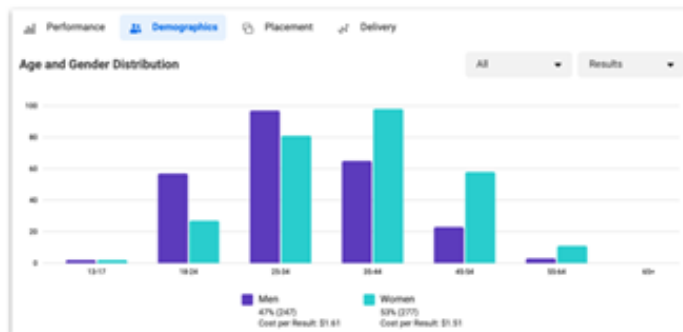 Performance Demographics Placement Delivery
Age and Gender Distribution All Results
100
80
60
40
20
0
13-17 18-24 25-34 35-44 45-54 55-64 65+
Men Women
47% (247) 53% (277)
Cost per Result: $1.61 Cost per Result: $1.51